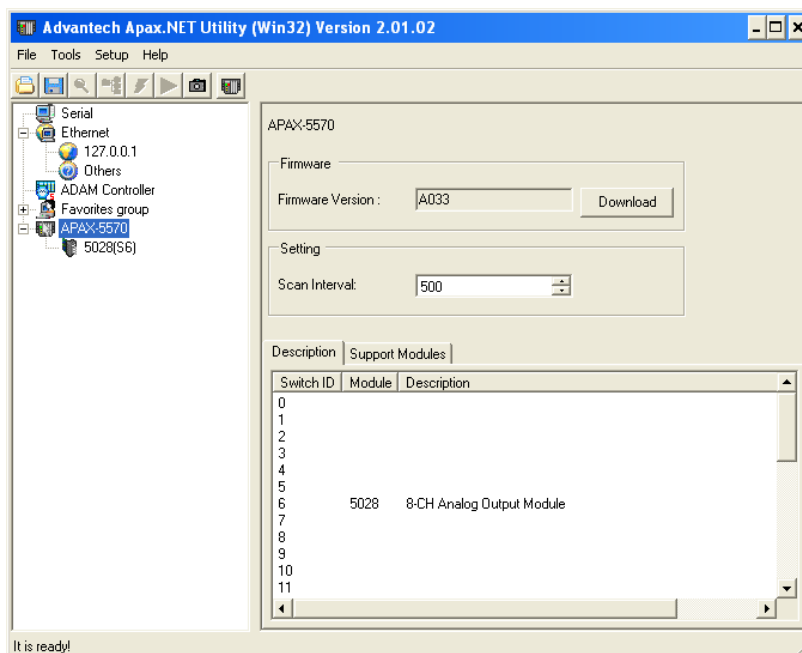 Advantech Apax.NET Utility (Win32) Version 2.01.02
File Tools Setup Help
Serial
Ethernet
127.0.0.1
Others
ADAM Controller
Favorites group
APAX-5570
5028(S6)
APAX-5570
Firmware
Firmware Version : A033 Download
Setting
Scan Interval: 500
Description Support Modules
Switch ID Module Description
0
1
2
3
4
5
6 5028 8-CH Analog Output Module
7
8
9
10
11
It is ready!